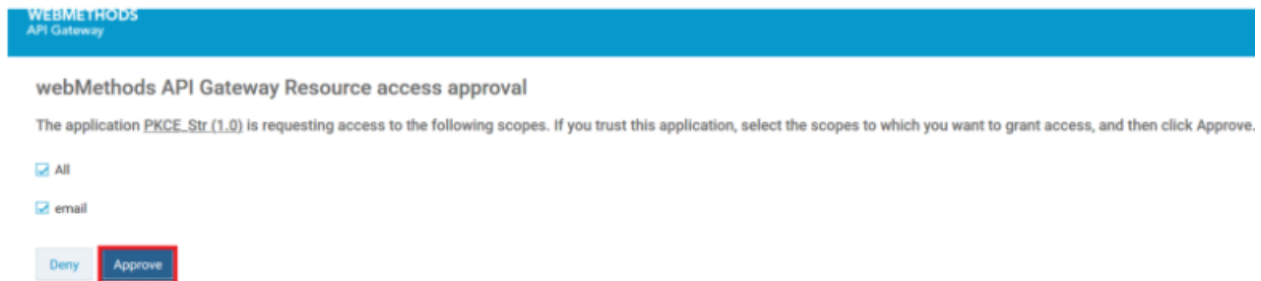 WEBMETHODS
API Gateway
webMethods API Gateway Resource access approval
The application PKCE_Str (1.0) is requesting access to the following scopes. If you trust this application, select the scopes to which you want to grant access, and then click Approve.
All
email
Deny Approve